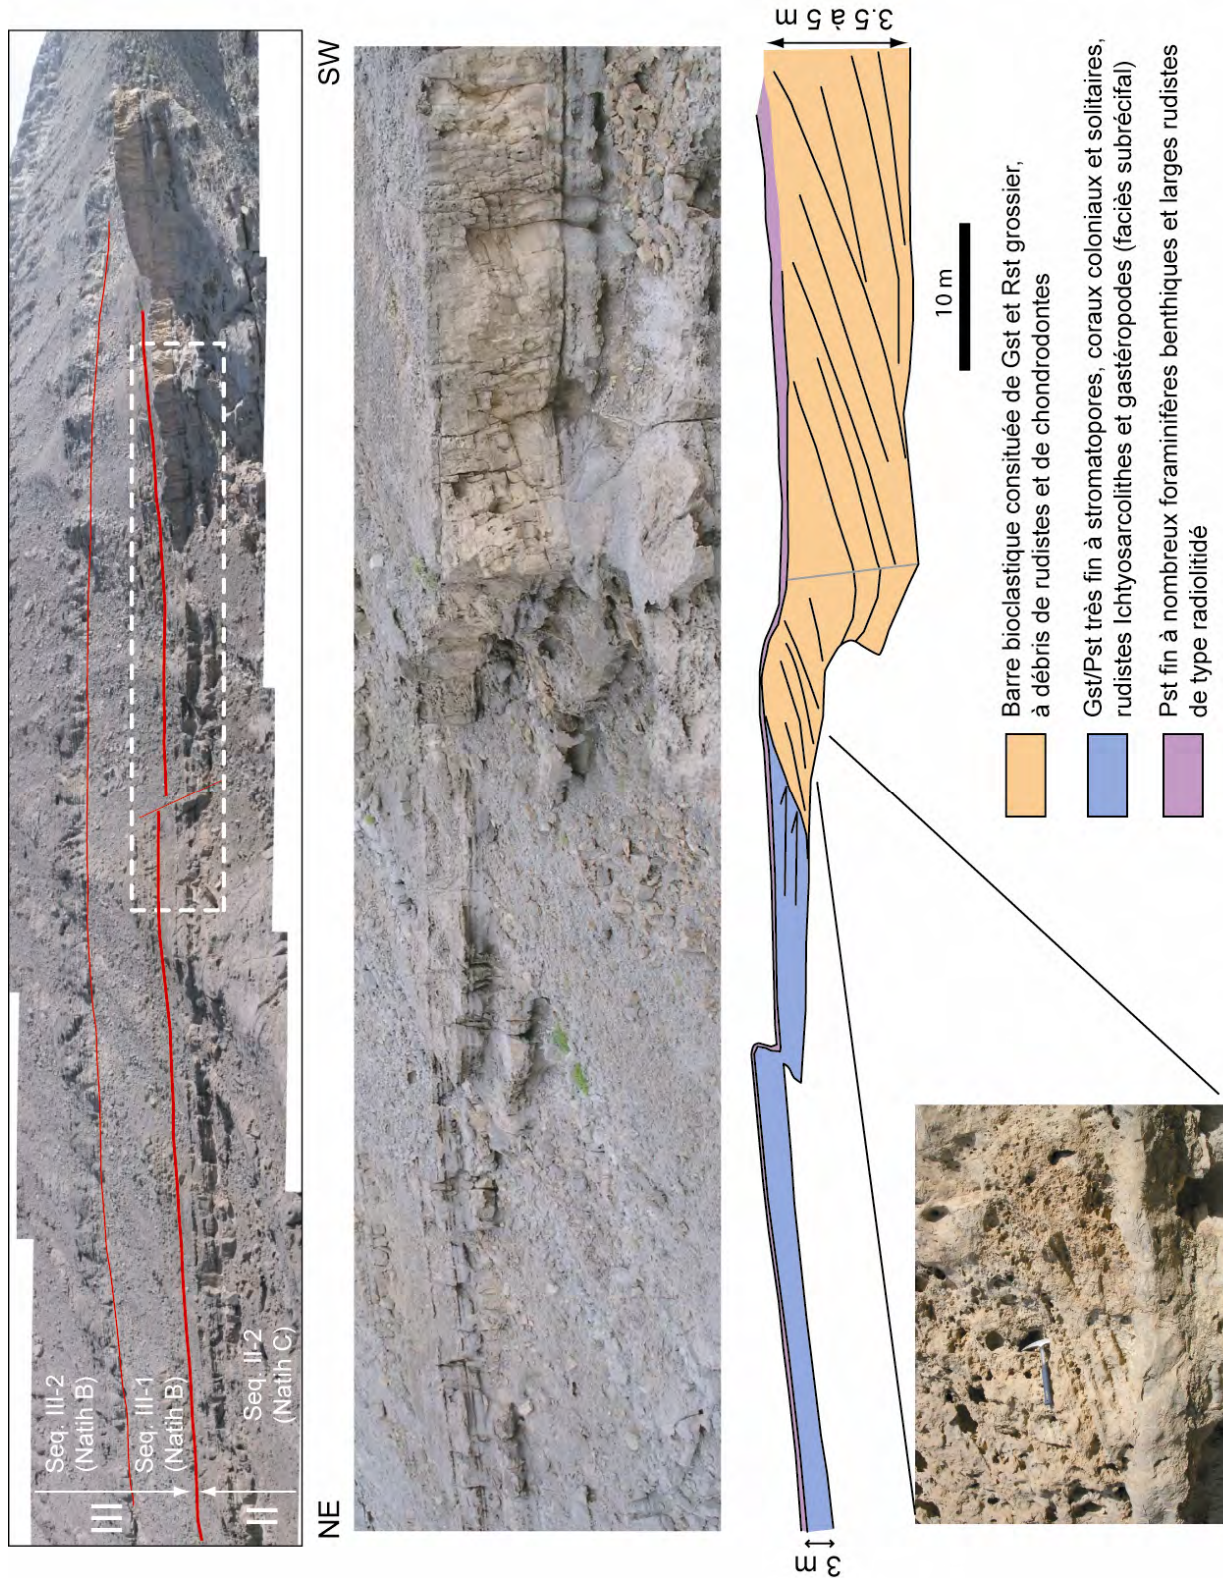 Seq. III-2
(Natih B)
III
Seq. III-1
(Natih B)
II
Seq. II-2
(Natih C)
NE
SW
3 m
3.5 à 5 m
10 m
Barre bioclastique consituée de Gst et Rst grossier,
à débris de rudistes et de chondrodontes
Gst/Pst très fin à stromatopores, coraux coloniaux et solitaires,
rudistes Ichtyosarcolithes et gastéropodes (faciès subrécifal)
Pst fin à nombreux foraminifères benthiques et larges rudistes
de type radiolitidé